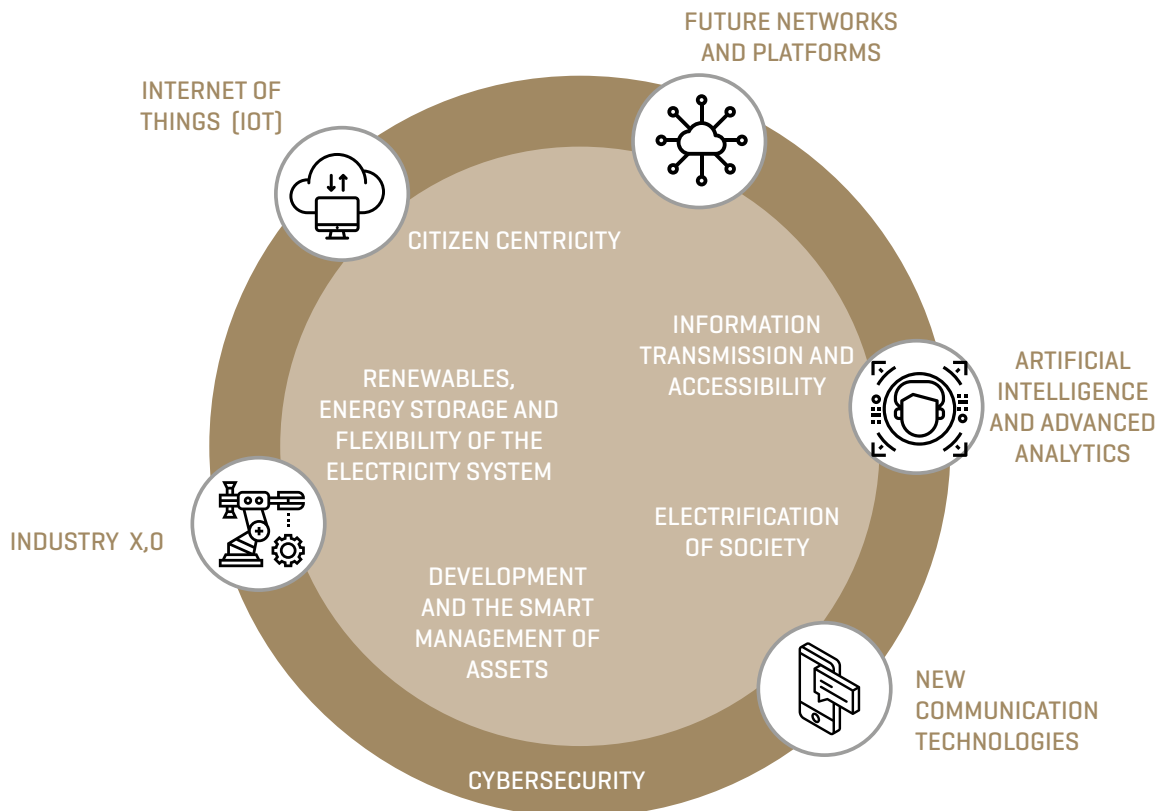 FUTURE NETWORKS
AND PLATFORMS
INTERNET OF
THINGS (IOT)
CITIZEN CENTRICITY
INFORMATION
TRANSMISSION AND
ACCESSIBILITY
ARTIFICIAL
INTELLIGENCE
AND ADVANCED
ANALYTICS
RENEWABLES,
ENERGY STORAGE AND
FLEXIBILITY OF THE
ELECTRICITY SYSTEM
INDUSTRY X,0
ELECTRIFICATION
OF SOCIETY
DEVELOPMENT
AND THE SMART
MANAGEMENT OF
ASSETS
NEW
COMMUNICATION
TECHNOLOGIES
CYBERSECURITY